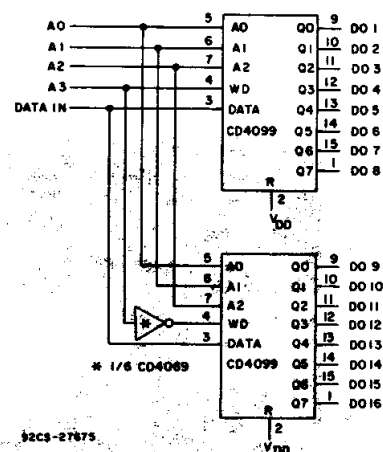 A0 5 A0 Q0 9 DO 1
A1 6 A1 Q1 10 DO 2
A2 7 A2 Q2 11 DO 3
A3 4 WD Q3 12 DO 4
DATA IN 3 DATA Q4 13 DO 5
CD4099 Q5 14 DO 6
Q6 15 DO 7
Q7 1 DO 8
R
2
VDD
5 A0 Q0 9 DO 9
6 A1 Q1 10 DO 10
7 A2 Q2 11 DO 11
* 4 WD Q3 12 DO 12
3 DATA Q4 13 DO 13
* 1/6 CD4069 CD4099 Q5 14 DO 14
Q6 15 DO 15
Q7 1 DO 16
R
2
92CS-27675 VDD